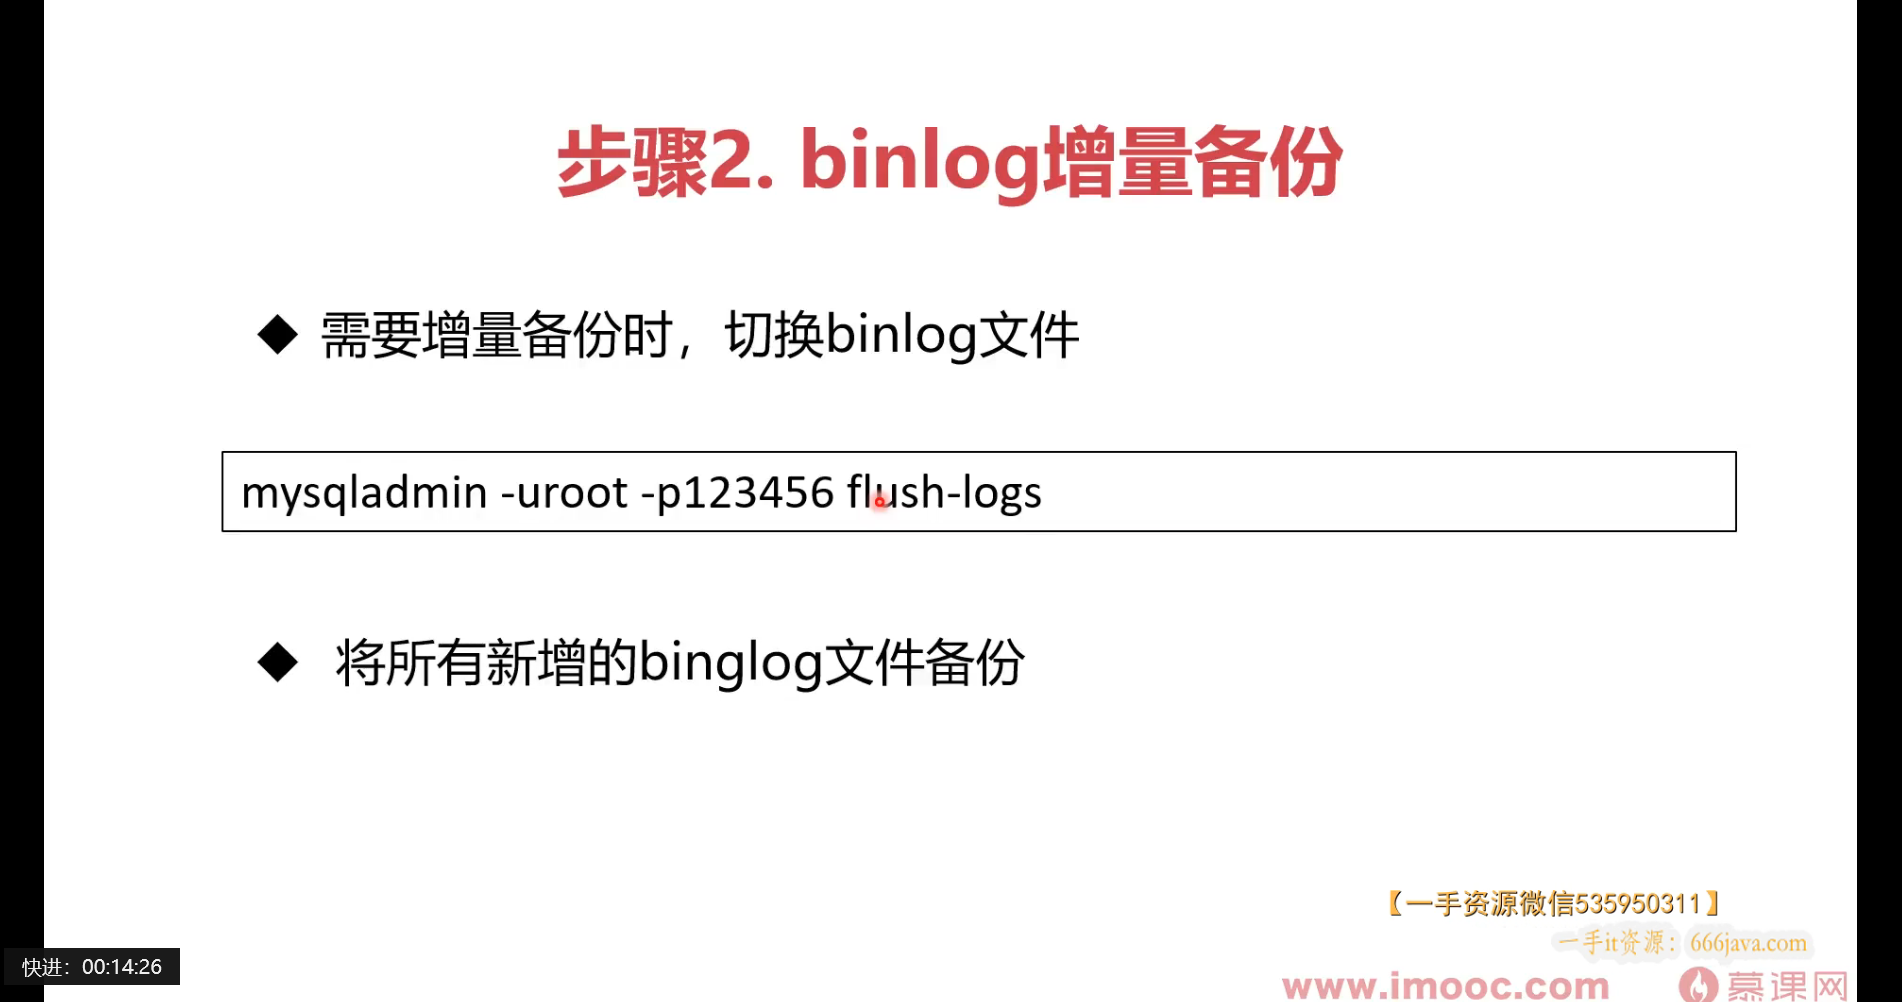 步骤2. binlog增量备份
◆ 需要增量备份时，切换binlog文件
mysqladmin -uroot -p123456 flush-logs
◆ 将所有新增的binglog文件备份
【一手资源微信535950311】
一手it资源：666java.com
快进：00:14:26
www.imooc.com 慕课网